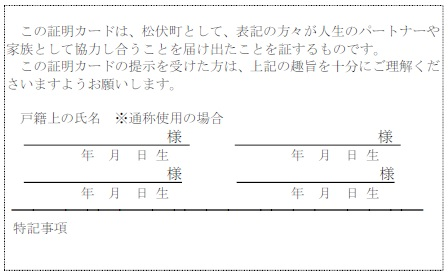 この証明カードは、松伏町として、表記の方々が人生のパートナーや
家族として協力し合うことを届け出たことを証するものです。
この証明カードの提示を受けた方は、上記の趣旨を十分にご理解くだ
さいますようお願いします。
戸籍上の氏名　※通称使用の場合
様　様
年　月　日 生　年　月　日 生
様　様
年　月　日 生　年　月　日 生
特記事項